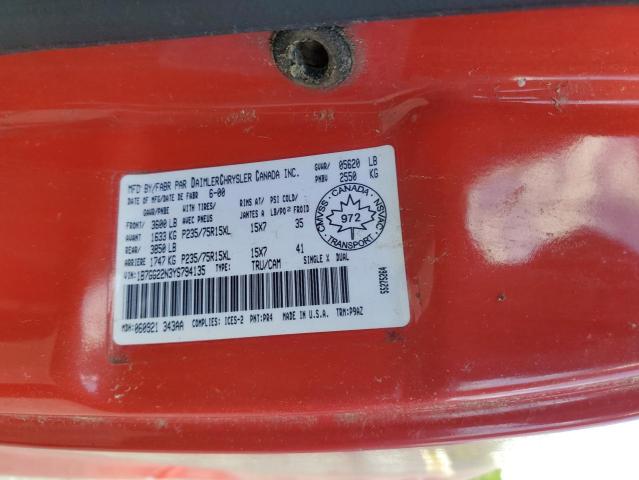 MFD BY/FABR PAR DAIMLERCHRYSLER CANADA INC.
DATE OF MFG/DATE DE FABR 6-00
GVWR/ 05620 LB
PNBV 2550 KG
GAWR/PNBE WITH TIRES/ RIMS AT/ PSI COLD/
AVEC PNEUS JANTES A LB/PO² FROID
FRONT/ 3600 LB
AVANT 1633 KG P235/75R15XL 15X7 35
REAR/ 3850 LB
ARRIERE 1747 KG P235/75R15XL 15X7 41
VIN: 1B7GG22N3YS794135 TYPE: TRU/CAM SINGLE X DUAL
MDH: 060921 343AA COMPLIES: ICES-2 PNT: PR4 MADE IN U.S.A. TRM: P9AZ
CMVSS - CANADA - NSVAC
972
TRANSPORT